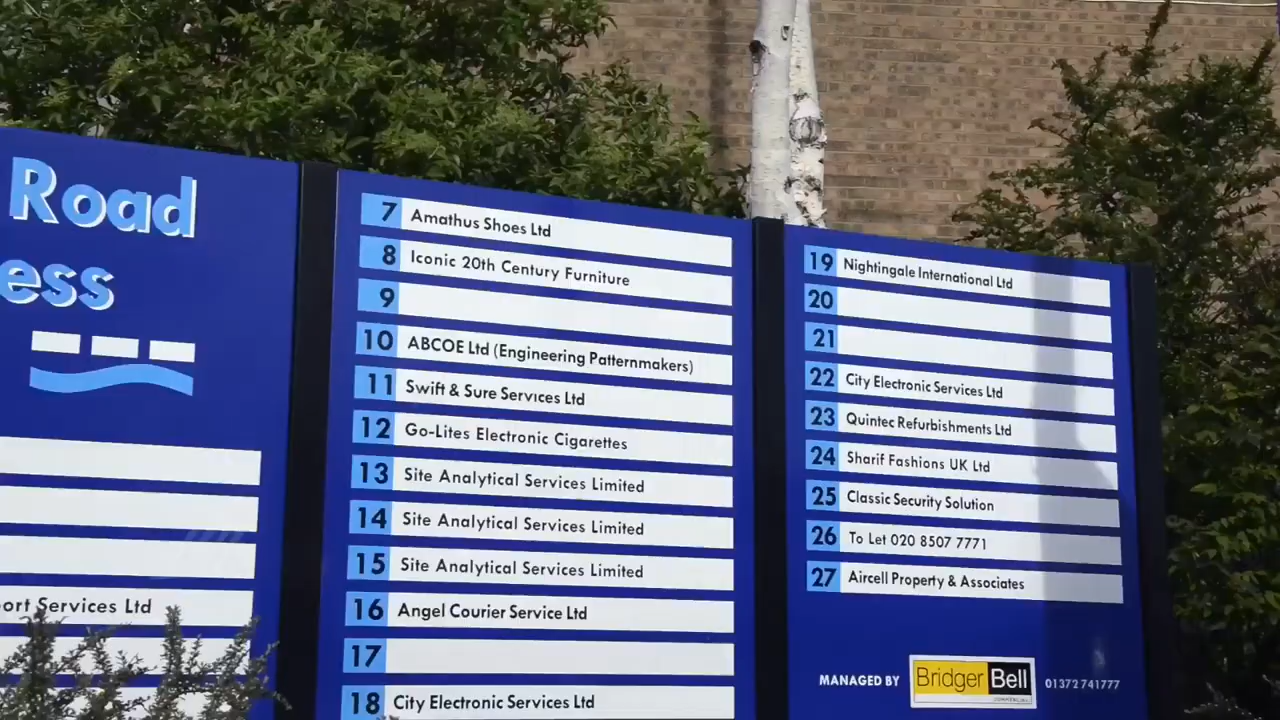 Road
ess
ort Services Ltd
7 Amathus Shoes Ltd
8 Iconic 20th Century Furniture
9
10 ABCOE Ltd (Engineering Patternmakers)
11 Swift & Sure Services Ltd
12 Go-Lites Electronic Cigarettes
13 Site Analytical Services Limited
14 Site Analytical Services Limited
15 Site Analytical Services Limited
16 Angel Courier Service Ltd
17
18 City Electronic Services Ltd
19 Nightingale International Ltd
20
21
22 City Electronic Services Ltd
23 Quintec Refurbishments Ltd
24 Sharif Fashions UK Ltd
25 Classic Security Solution
26 To Let 020 8507 7771
27 Aircell Property & Associates
MANAGED BY Bridger Bell 01372 741777